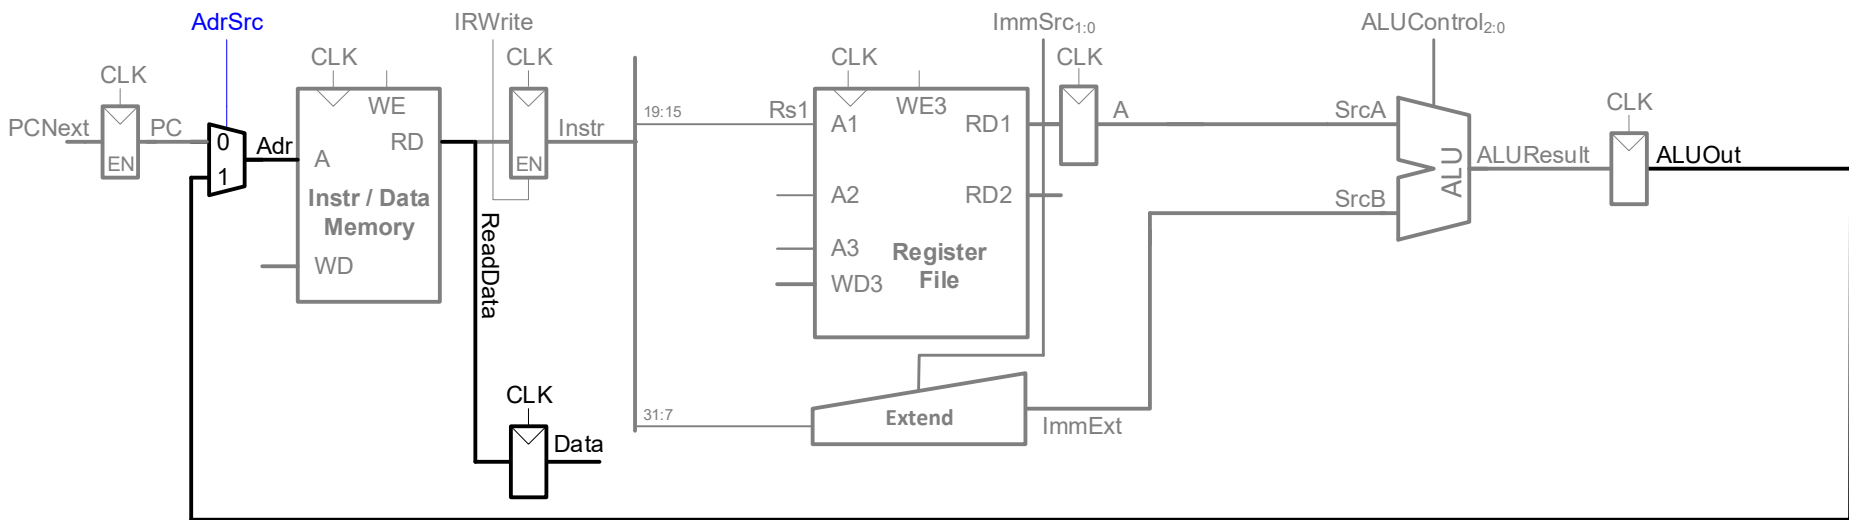 AdrSrc
IRWrite
ImmSrc1:0
ALUControl2:0
CLK
CLK
CLK
CLK
CLK
CLK
PCNext
EN
PC
0
1
Adr
WE
RD
A
Instr / Data
Memory
WD
EN
Instr
ReadData
CLK
Data
19:15
Rs1
31:7
WE3
A1
RD1
A2
RD2
A3
WD3
Register
File
Extend
ImmExt
A
SrcA
SrcB
ALU
ALUResult
ALUOut